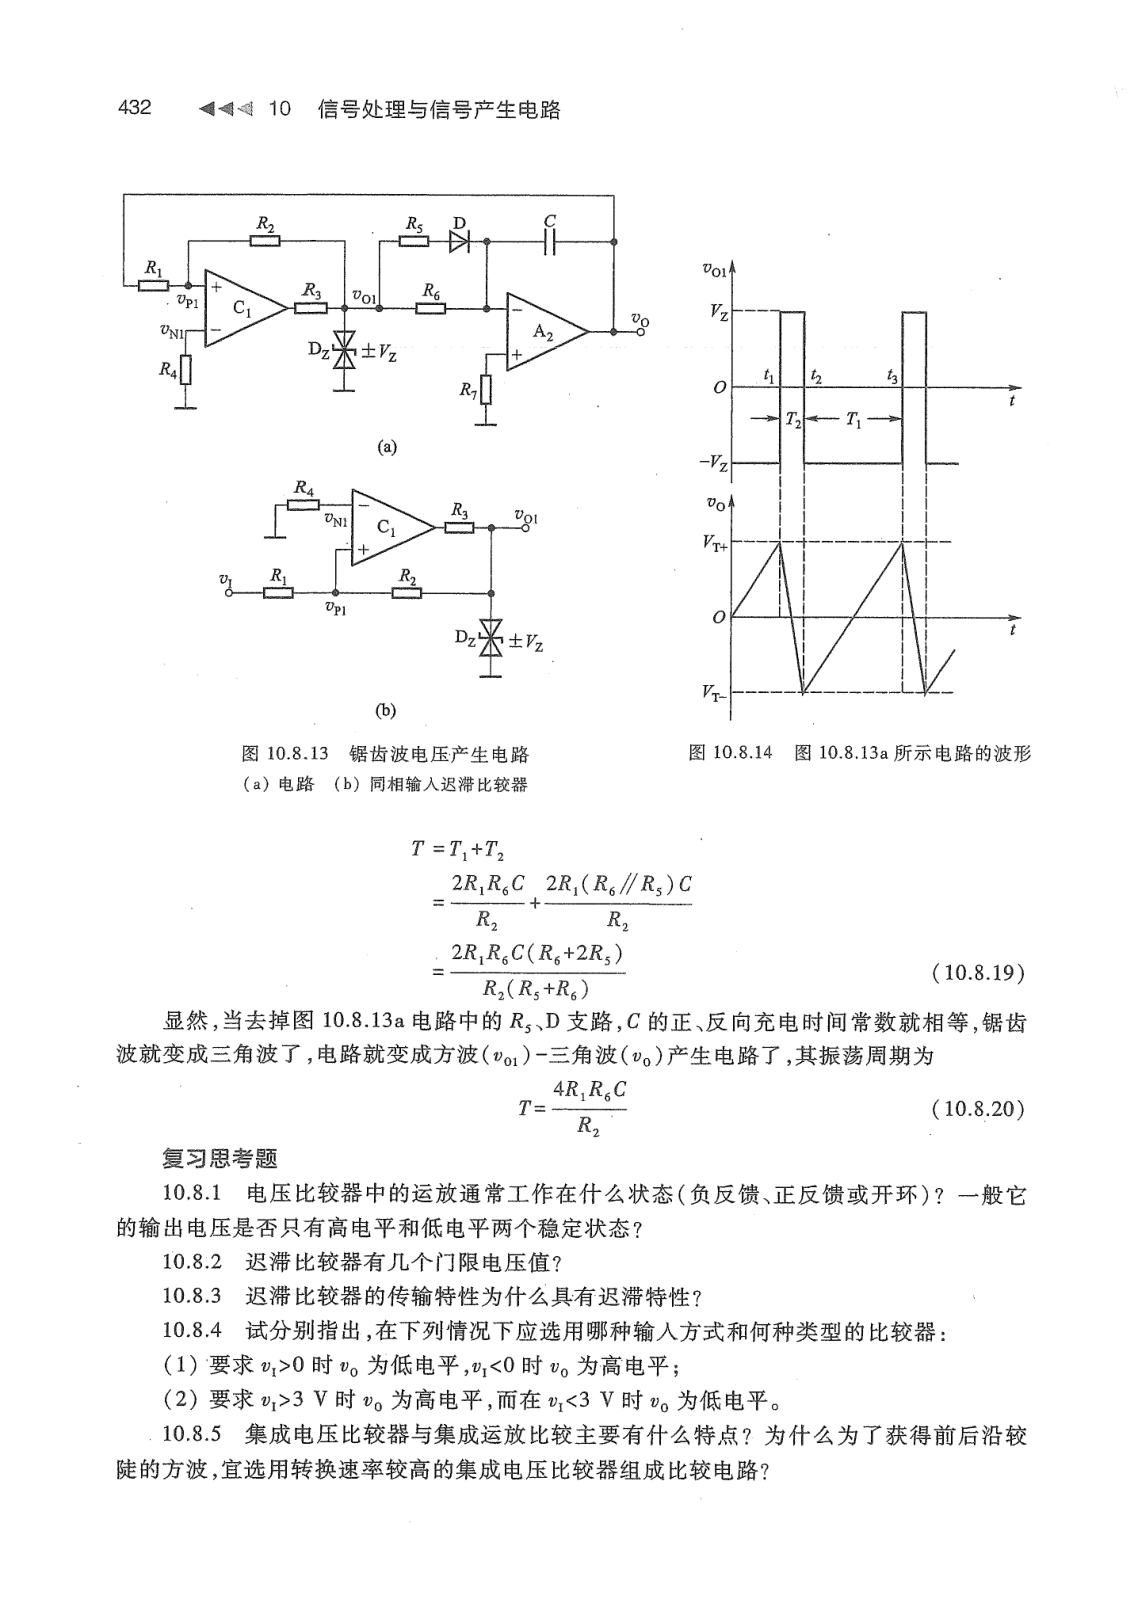 432 10 信号处理与信号产生电路
R₂ R₅ D C
R₁ vP1 + C₁ R₃ vO1 R₆ −
vN1 − A₂ vO
R₄ DZ ±VZ +
R₇
(a)
R₄ vN1 − C₁ R₃ vO1
+
vI R₁ R₂
vP1
DZ ±VZ
(b)
图 10.8.13 锯齿波电压产生电路
(a) 电路 (b) 同相输入迟滞比较器
vO1
VZ
O t₁ t₂ t₃ t
T₂ T₁
−VZ
vO
VT+
O t
VT−
图 10.8.14 图 10.8.13a 所示电路的波形
T = T₁+T₂
= 2R₁R₆C / R₂ + 2R₁(R₆∥R₅)C / R₂
= 2R₁R₆C(R₆+2R₅) / R₂(R₅+R₆) (10.8.19)
显然,当去掉图 10.8.13a 电路中的 R₅、D 支路,C 的正、反向充电时间常数就相等,锯齿
波就变成三角波了,电路就变成方波(vO1)-三角波(vO)产生电路了,其振荡周期为
T = 4R₁R₆C / R₂ (10.8.20)
复习思考题
10.8.1 电压比较器中的运放通常工作在什么状态(负反馈、正反馈或开环)? 一般它
的输出电压是否只有高电平和低电平两个稳定状态?
10.8.2 迟滞比较器有几个门限电压值?
10.8.3 迟滞比较器的传输特性为什么具有迟滞特性?
10.8.4 试分别指出,在下列情况下应选用哪种输入方式和何种类型的比较器:
(1) 要求 vI>0 时 vO 为低电平,vI<0 时 vO 为高电平;
(2) 要求 vI>3 V 时 vO 为高电平,而在 vI<3 V 时 vO 为低电平。
10.8.5 集成电压比较器与集成运放比较主要有什么特点? 为什么为了获得前后沿较
陡的方波,宜选用转换速率较高的集成电压比较器组成比较电路?